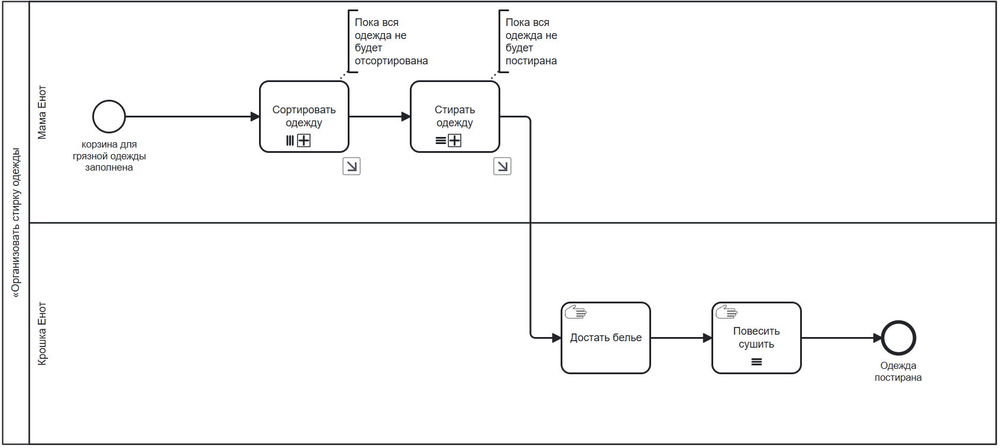 «Организовать стирку одежды
Мама Енот
корзина для
грязной одежды
заполнена
Сортировать
одежду
Пока вся
одежда не
будет
отсортирована
Стирать
одежду
Пока вся
одежда не
будет
постирана
Крошка Енот
Достать белье
Повесить
сушить
Одежда
постирана